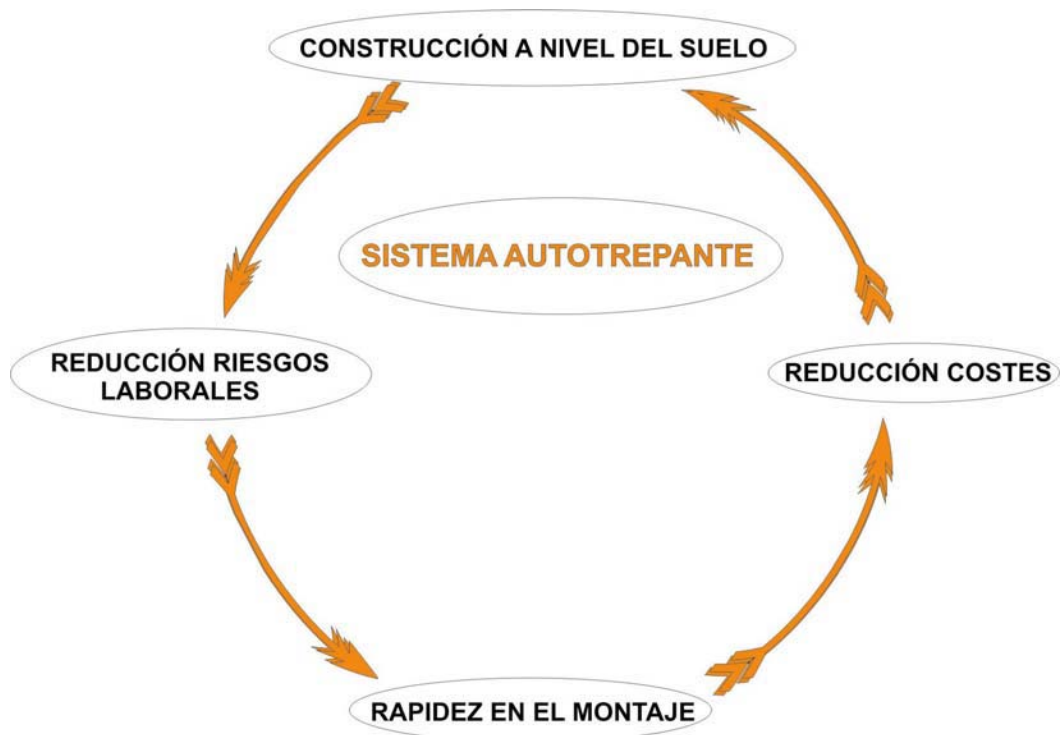 CONSTRUCCIÓN A NIVEL DEL SUELO
SISTEMA AUTOTREPANTE
REDUCCIÓN RIESGOS
LABORALES
REDUCCIÓN COSTES
RAPIDEZ EN EL MONTAJE